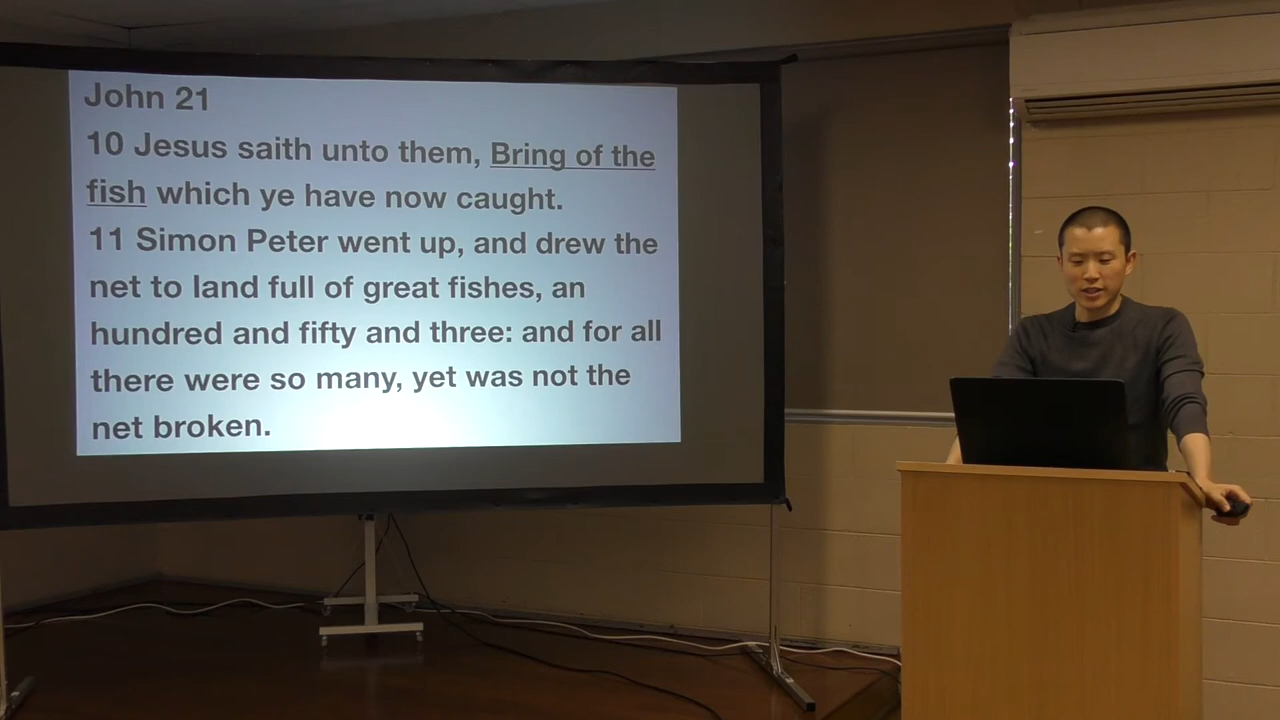 John 21
10 Jesus saith unto them, Bring of the
fish which ye have now caught.
11 Simon Peter went up, and drew the
net to land full of great fishes, an
hundred and fifty and three: and for all
there were so many, yet was not the
net broken.